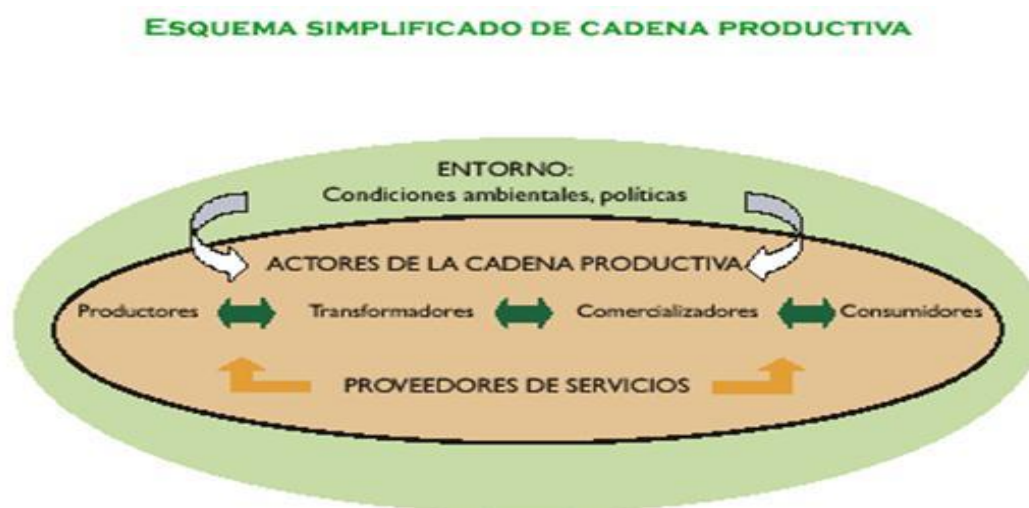 ESQUEMA SIMPLIFICADO DE CADENA PRODUCTIVA
ENTORNO:
Condiciones ambientales, políticas
ACTORES DE LA CADENA PRODUCTIVA
Productores Transformadores Comercializadores Consumidores
PROVEEDORES DE SERVICIOS